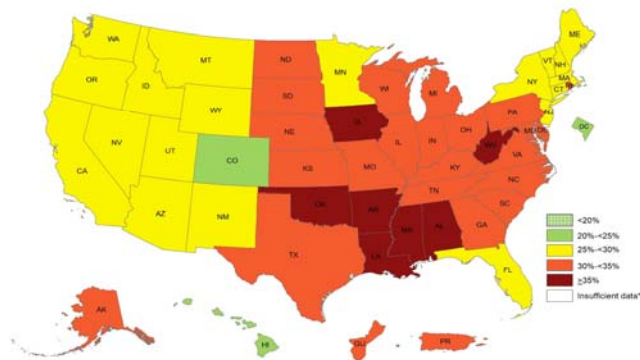 WA
MT
ND
MN
ME
OR
ID
SD
WI
MI
VT
NH
NY
MA
CT
WY
IA
PA
NJ
NV
UT
NE
IL
IN
OH
MD
DE
DC
CA
CO
KS
MO
KY
WV
VA
AZ
NM
OK
AR
TN
NC
SC
TX
LA
MS
AL
GA
FL
AK
HI
GU
PR
<20%
20%-<25%
25%-<30%
30%-<35%
≥35%
Insufficient data*